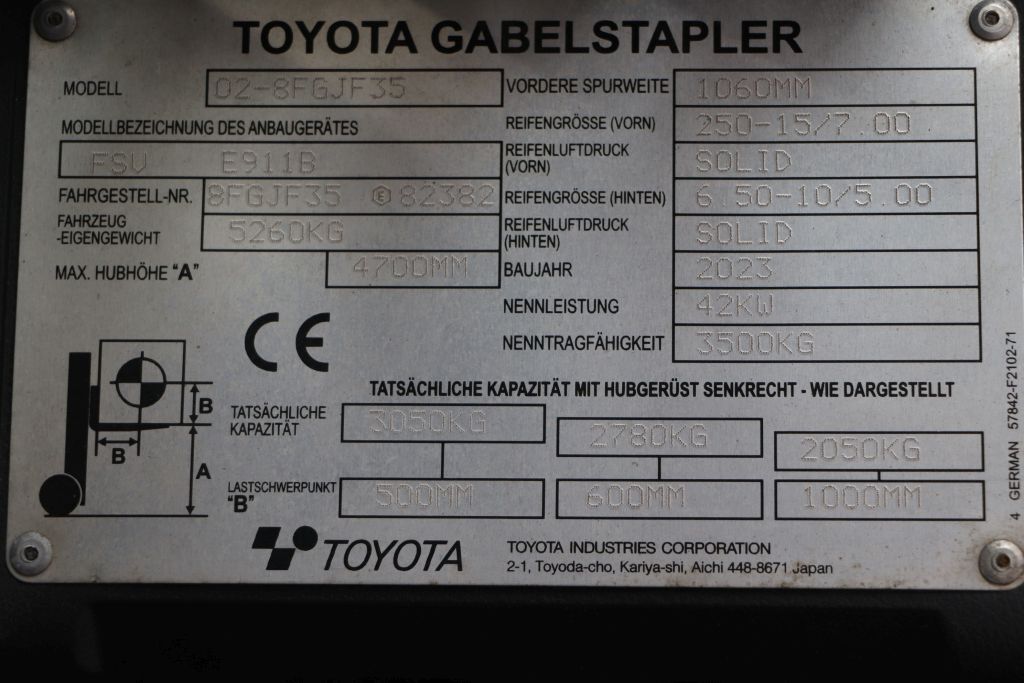 TOYOTA GABELSTAPLER
MODELL 02-8FGJF35
MODELLBEZEICHNUNG DES ANBAUGERÄTES
FSV E911B
FAHRGESTELL-NR. 8FGJF35 Ⓔ 82382
FAHRZEUG
-EIGENGEWICHT 5260KG
MAX. HUBHÖHE "A" 4700MM
VORDERE SPURWEITE 1060MM
REIFENGRÖSSE (VORN) 250-15/7.00
REIFENLUFTDRUCK
(VORN) SOLID
REIFENGRÖSSE (HINTEN) 6.50-10/5.00
REIFENLUFTDRUCK
(HINTEN) SOLID
BAUJAHR 2023
NENNLEISTUNG 42KW
NENNTRAGFÄHIGKEIT 3500KG
CE
TATSÄCHLICHE KAPAZITÄT MIT HUBGERÜST SENKRECHT - WIE DARGESTELLT
B
B
A
TATSÄCHLICHE
KAPAZITÄT 3050KG 2780KG 2050KG
LASTSCHWERPUNKT
"B" 500MM 600MM 1000MM
TOYOTA
TOYOTA INDUSTRIES CORPORATION
2-1, Toyoda-cho, Kariya-shi, Aichi 448-8671 Japan
4 GERMAN 57842-F2102-71